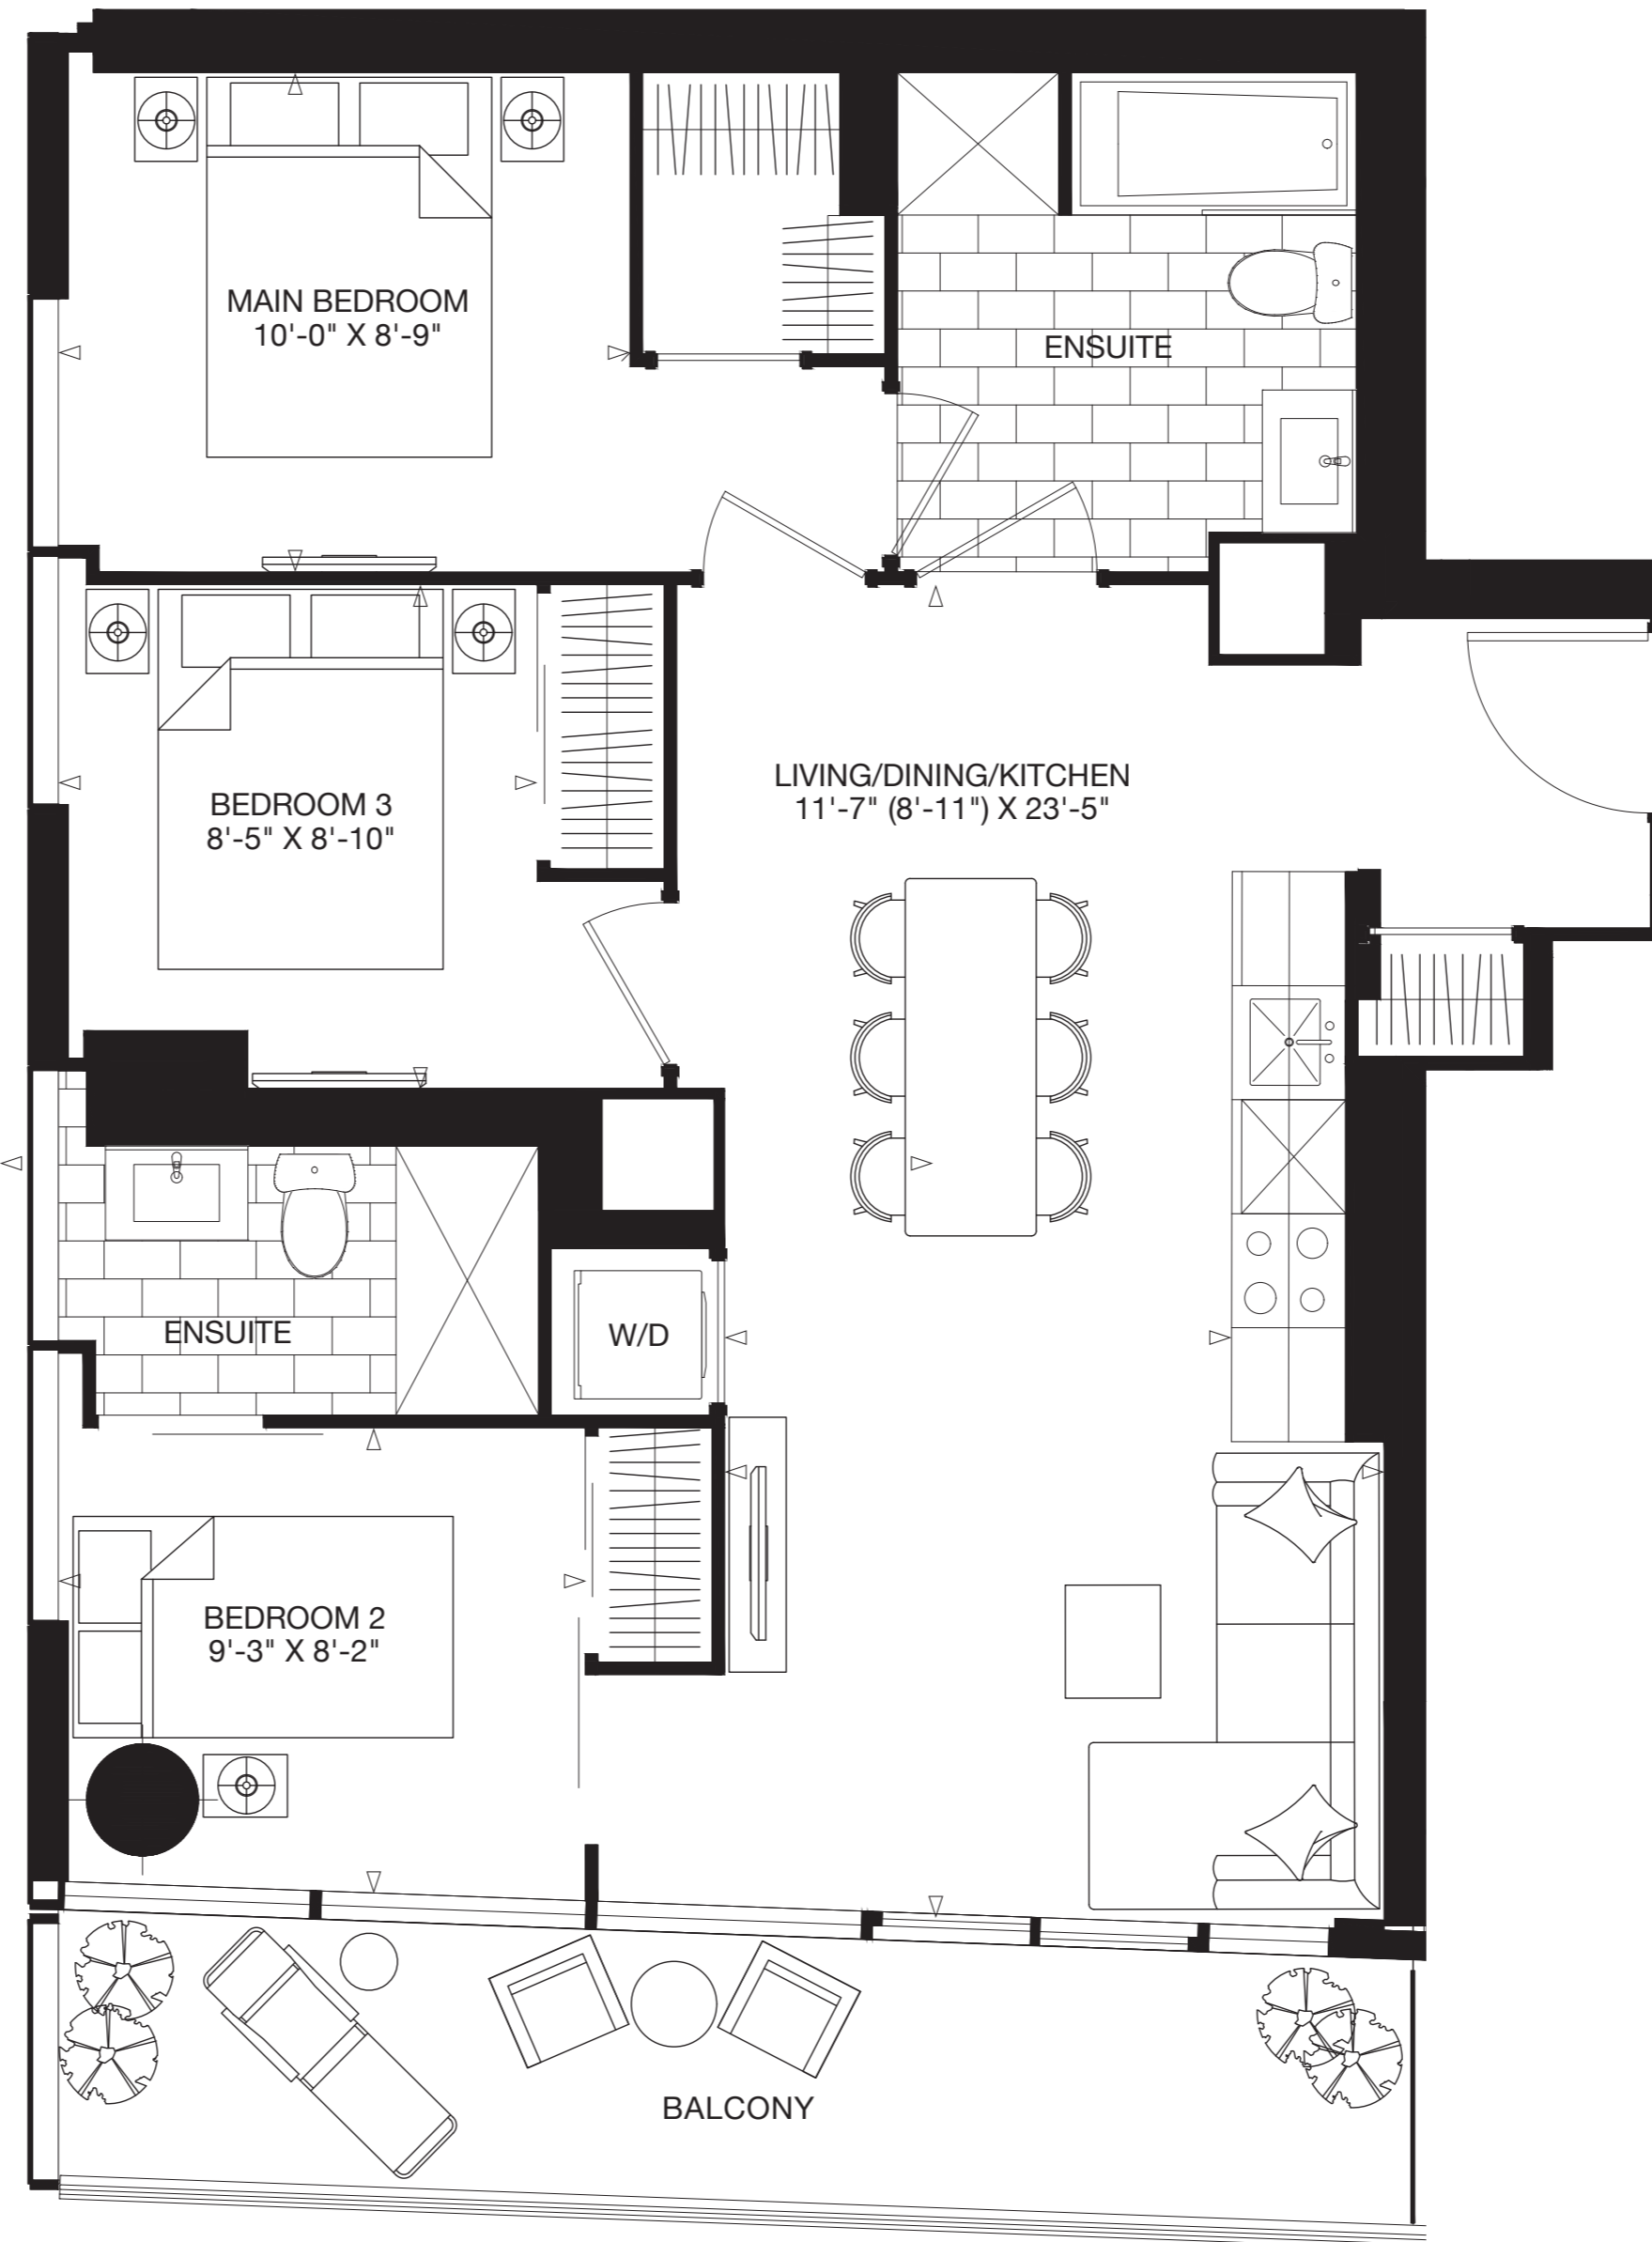 MAIN BEDROOM
10'-0" X 8'-9"
ENSUITE
BEDROOM 3
8'-5" X 8'-10"
LIVING/DINING/KITCHEN
11'-7" (8'-11") X 23'-5"
ENSUITE
W/D
BEDROOM 2
9'-3" X 8'-2"
BALCONY